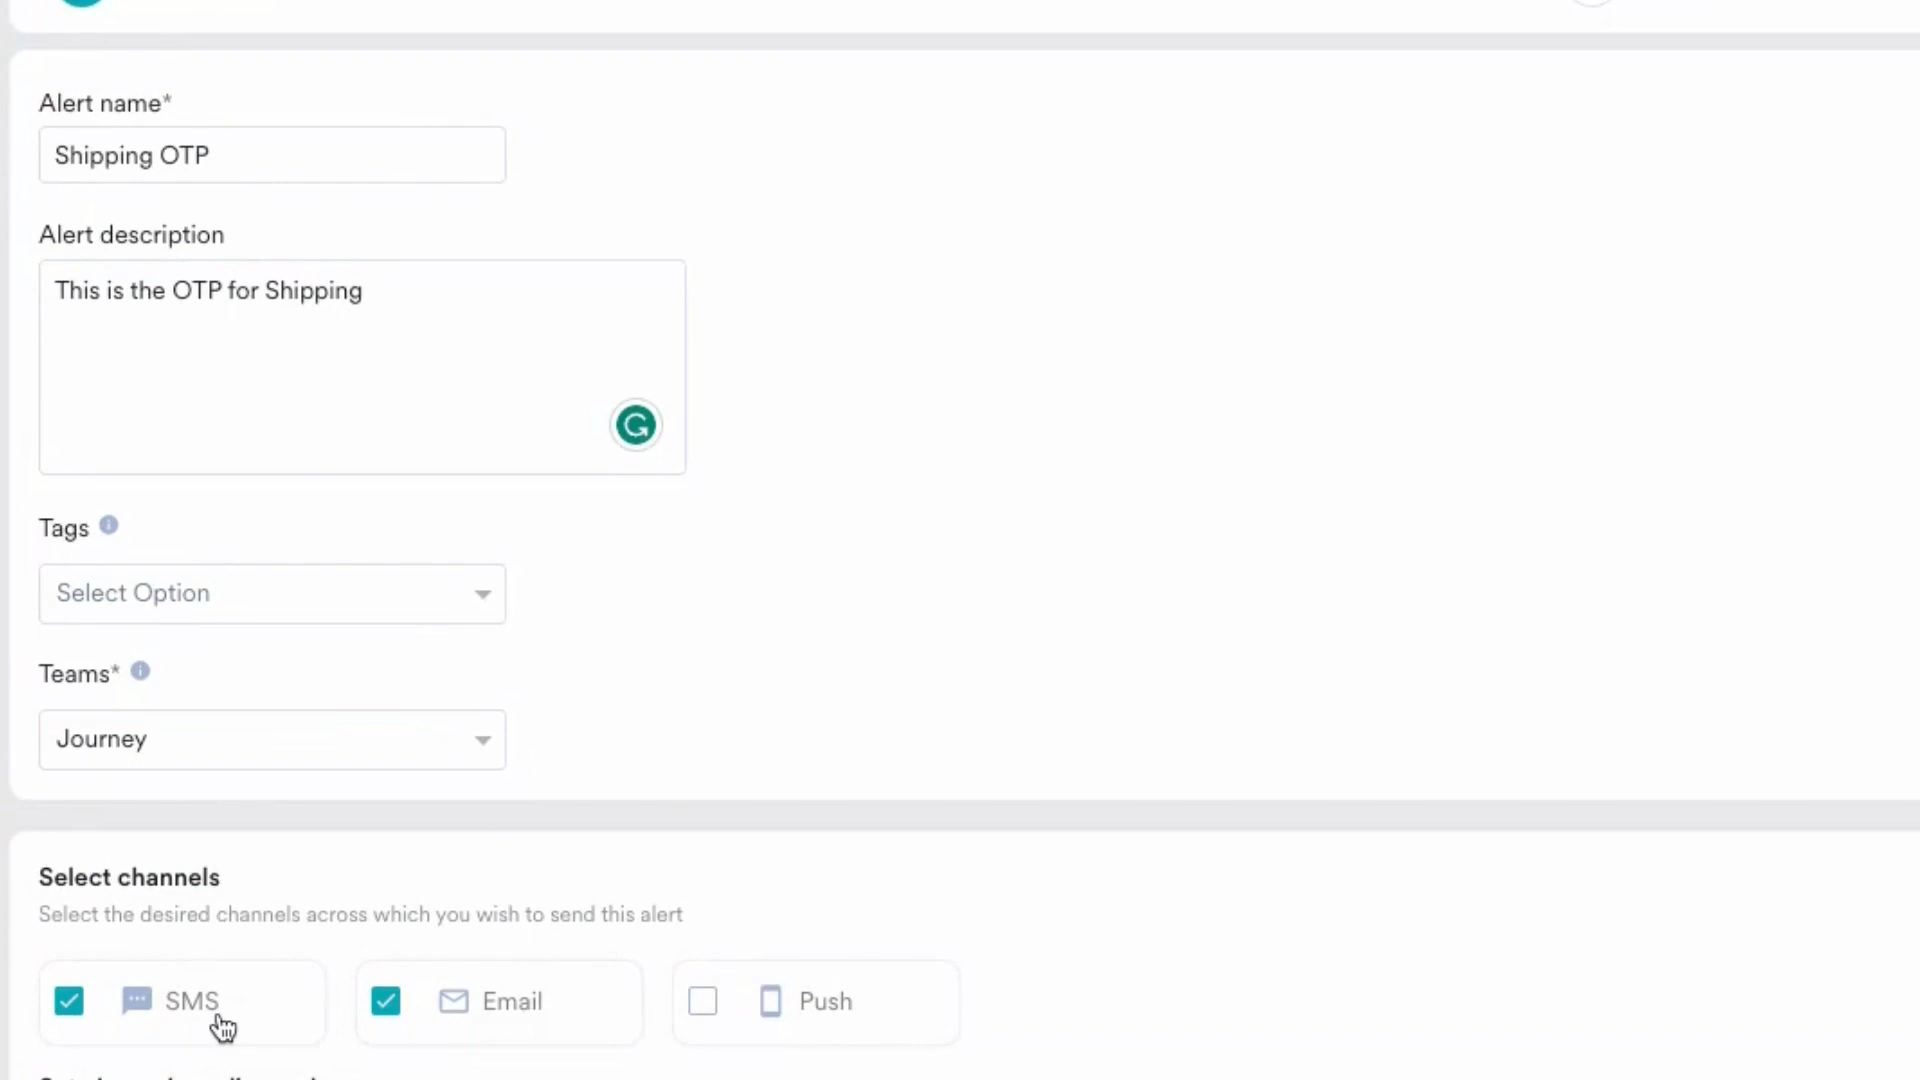 Alert name*
Shipping OTP
Alert description
This is the OTP for Shipping
Tags
Select Option
Teams*
Journey
Select channels
Select the desired channels across which you wish to send this alert
SMS
Email
Push